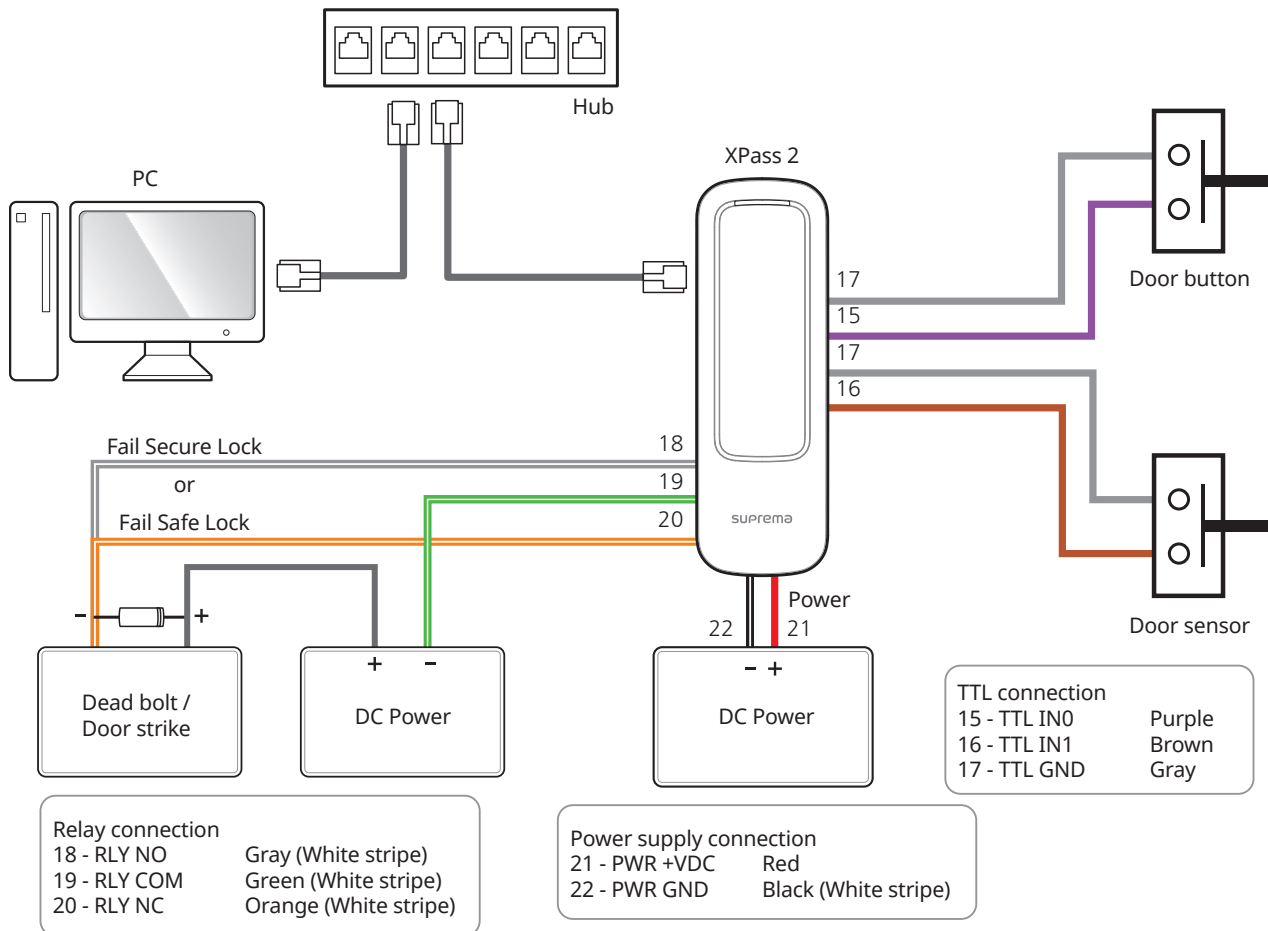 Hub
PC
XPass 2
17
15
17
16
Door button
Fail Secure Lock
or
Fail Safe Lock
18
19
20
suprema
Door sensor
- +
+ -
Power
22 21
- +
Dead bolt /
Door strike
DC Power
DC Power
TTL connection
15 - TTL IN0 Purple
16 - TTL IN1 Brown
17 - TTL GND Gray
Relay connection
18 - RLY NO Gray (White stripe)
19 - RLY COM Green (White stripe)
20 - RLY NC Orange (White stripe)
Power supply connection
21 - PWR +VDC Red
22 - PWR GND Black (White stripe)